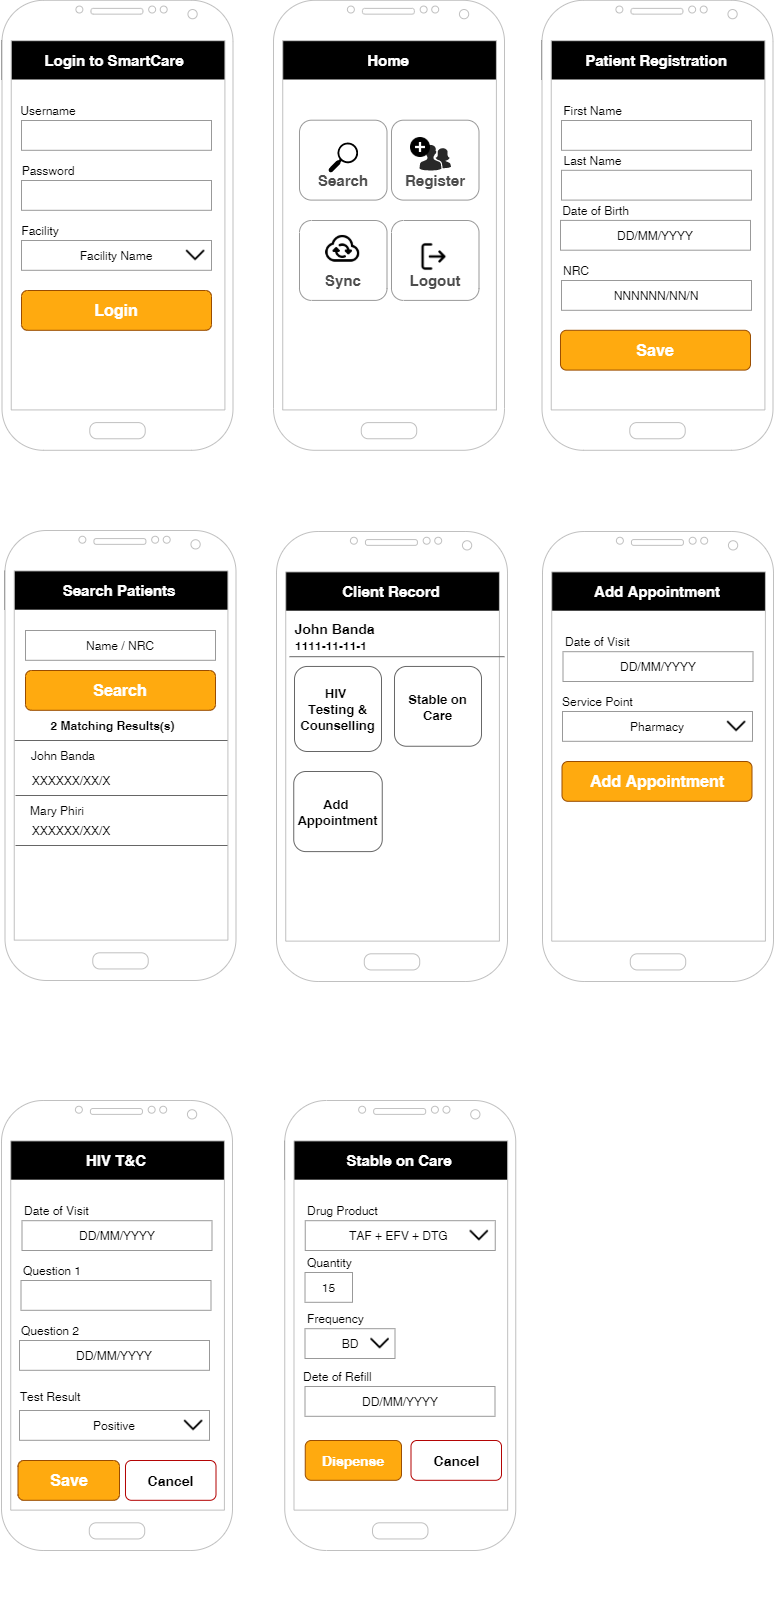 Login to SmartCare
Username
Password
Facility
Facility Name
Login
Home
Search
Register
Sync
Logout
Patient Registration
First Name
Last Name
Date of Birth
DD/MM/YYYY
NRC
NNNNNN/NN/N
Save
Search Patients
Name / NRC
Search
2 Matching Results(s)
John Banda
XXXXXX/XX/X
Mary Phiri
XXXXXX/XX/X
Client Record
John Banda
1111-11-11-1
HIV
Testing &
Counselling
Stable on
Care
Add
Appointment
Add Appointment
Date of Visit
DD/MM/YYYY
Service Point
Pharmacy
Add Appointment
HIV T&C
Date of Visit
DD/MM/YYYY
Question 1
Question 2
DD/MM/YYYY
Test Result
Positive
Save
Cancel
Stable on Care
Drug Product
TAF + EFV + DTG
Quantity
15
Frequency
BD
Dete of Refill
DD/MM/YYYY
Dispense
Cancel